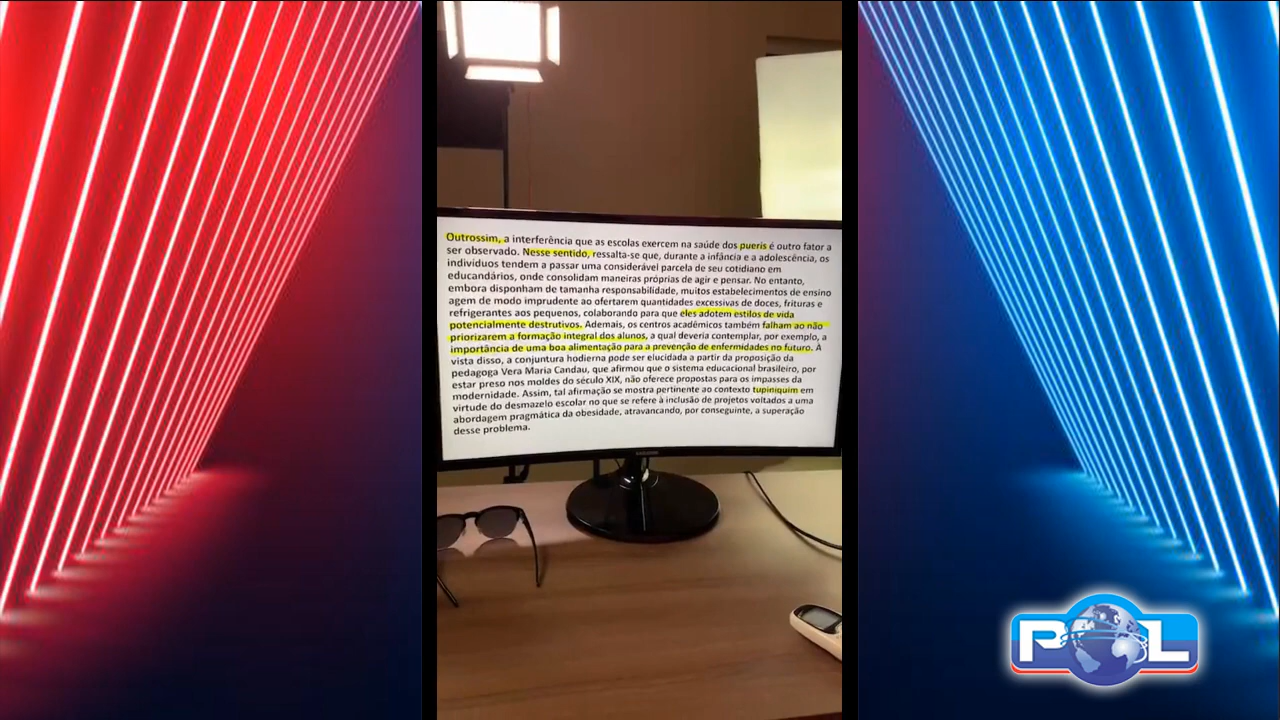 Outrossim, a interferência que as escolas exercem na saúde dos pueris é outro fator a
ser observado. Nesse sentido, ressalta-se que, durante a infância e a adolescência, os
indivíduos tendem a passar uma considerável parcela de seu cotidiano em
educandários, onde consolidam maneiras próprias de agir e pensar. No entanto,
embora disponham de tamanha responsabilidade, muitos estabelecimentos de ensino
agem de modo imprudente ao ofertarem quantidades excessivas de doces, frituras e
refrigerantes aos pequenos, colaborando para que eles adotem estilos de vida
potencialmente destrutivos. Ademais, os centros acadêmicos também falham ao não
priorizarem a formação integral dos alunos, a qual deveria contemplar, por exemplo, a
importância de uma boa alimentação para a prevenção de enfermidades no futuro. À
vista disso, a conjuntura hodierna pode ser elucidada a partir da proposição da
pedagoga Vera Maria Candau, que afirmou que o sistema educacional brasileiro, por
estar preso nos moldes do século XIX, não oferece propostas para os impasses da
modernidade. Assim, tal afirmação se mostra pertinente ao contexto tupiniquim em
virtude do desmazelo escolar no que se refere à inclusão de projetos voltados a uma
abordagem pragmática da obesidade, atravancando, por conseguinte, a superação
desse problema.
POL